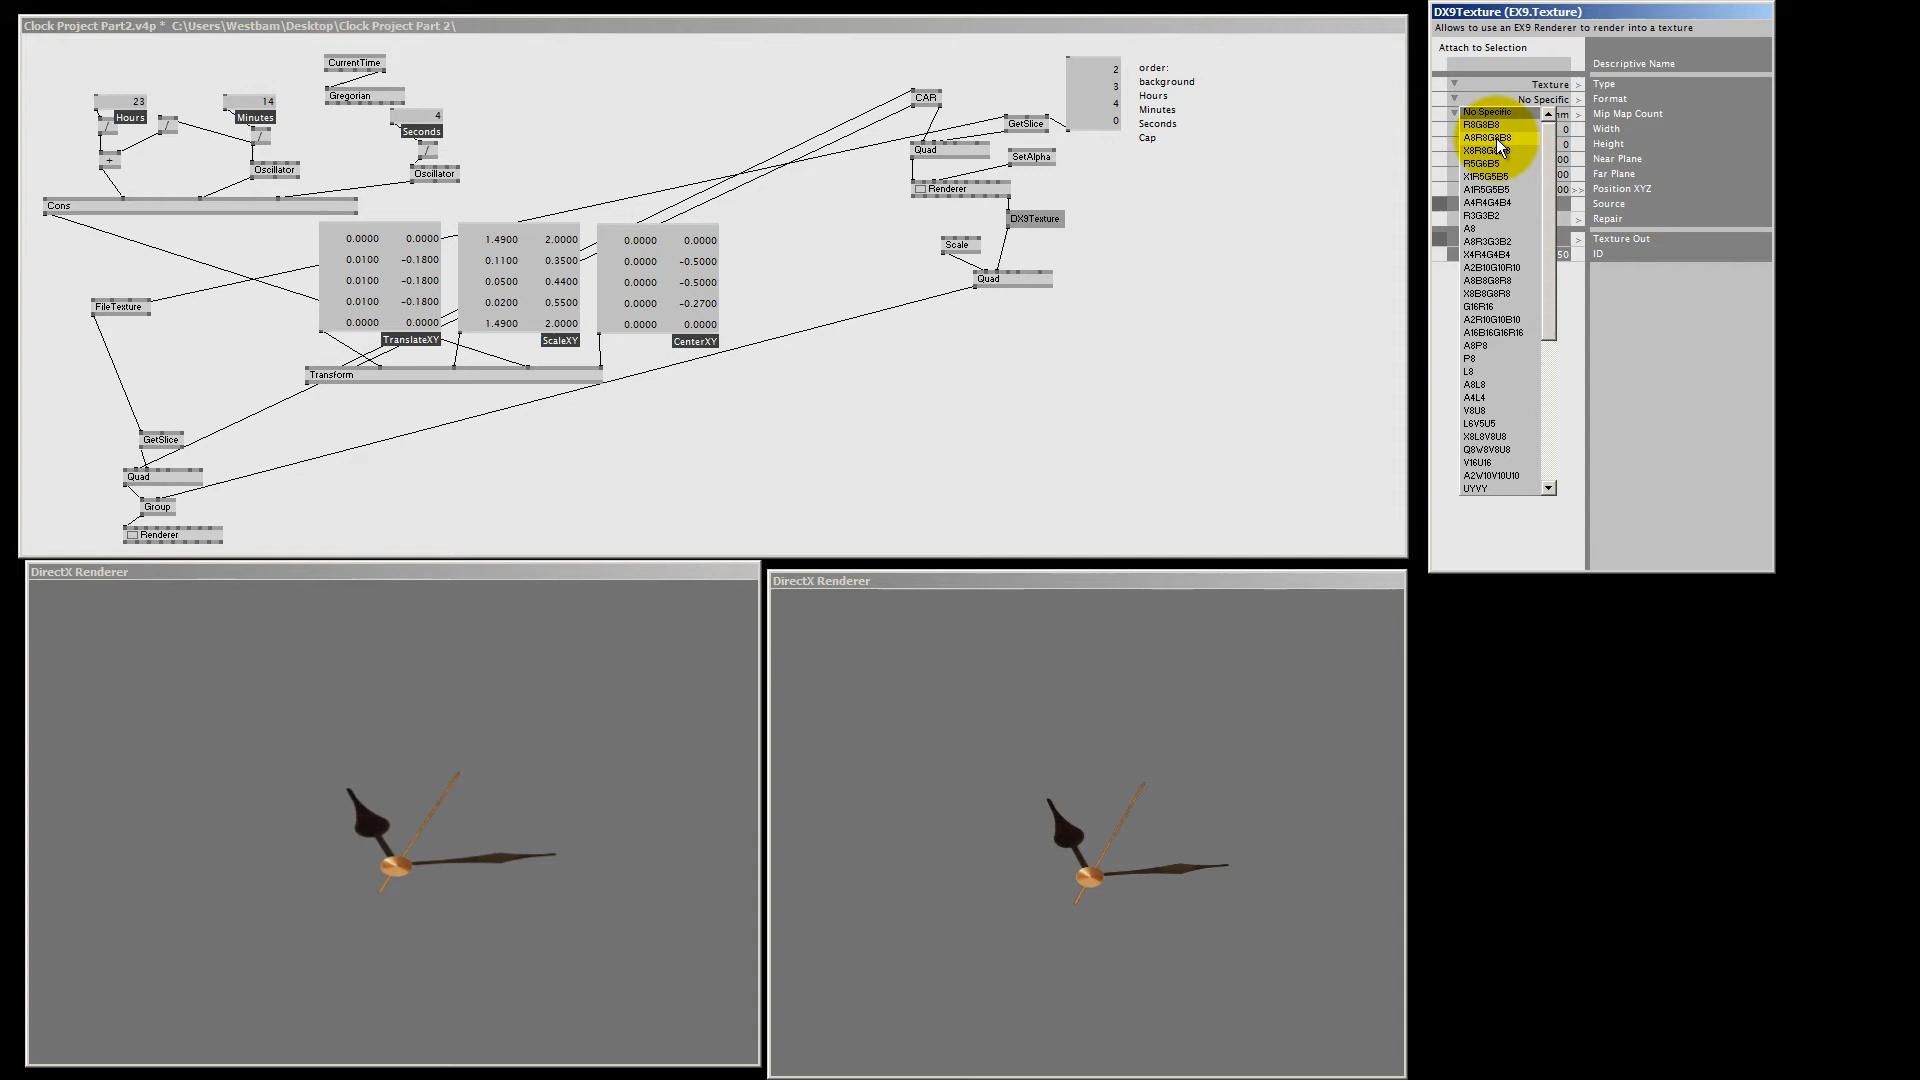 Clock Project Part2.v4p *  C:\Users\Westbam\Desktop\Clock Project Part 2\
CurrentTime
Gregorian
23
Hours
14
Minutes
4
Seconds
/
/
/
/
+
Oscillator
Oscillator
Cons
0.0000 0.0000
0.0100 -0.1800
0.0100 -0.1800
0.0100 -0.1800
0.0000 0.0000
TranslateXY
1.4900 2.0000
0.1100 0.3500
0.0500 0.4400
0.0200 0.5500
1.4900 2.0000
ScaleXY
0.0000 0.0000
0.0000 -0.5000
0.0000 -0.5000
0.0000 -0.2700
0.0000 0.0000
CenterXY
FileTexture
Transform
GetSlice
Quad
Group
Renderer
CAR
GetSlice
Quad
SetAlpha
Renderer
DX9Texture
Scale
Quad
2
3
4
0
order:
background
Hours
Minutes
Seconds
Cap
DirectX Renderer
DirectX Renderer
DX9Texture (EX9.Texture)
Allows to use an EX9 Renderer to render into a texture
Attach to Selection
Descriptive Name
Texture > Type
No Specific > Format
Mip Map Count
0 Width
0 Height
00 Near Plane
00 Far Plane
00 >> Position XYZ
Source
> Repair
> Texture Out
50 ID
No Specific
R8G8B8
A8R8G8B8
R5G6B5
X1R5G5B5
A1R5G5B5
A4R4G4B4
R3G3B2
A8
A8R3G3B2
X4R4G4B4
A2B10G10R10
A8B8G8R8
X8B8G8R8
G16R16
A2R10G10B10
A16B16G16R16
A8P8
P8
L8
A8L8
A4L4
V8U8
L6V5U5
X8L8V8U8
Q8W8V8U8
V16U16
A2W10V10U10
UYVY